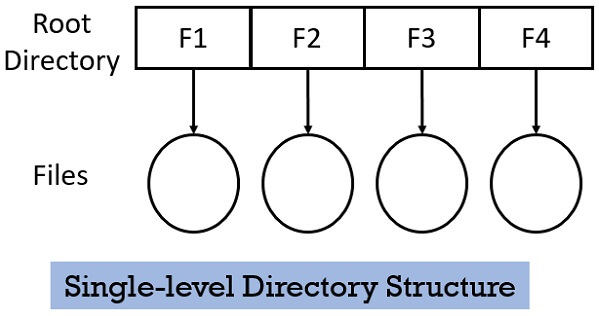 Root
Directory
F1 F2 F3 F4
Files
Single-level Directory Structure